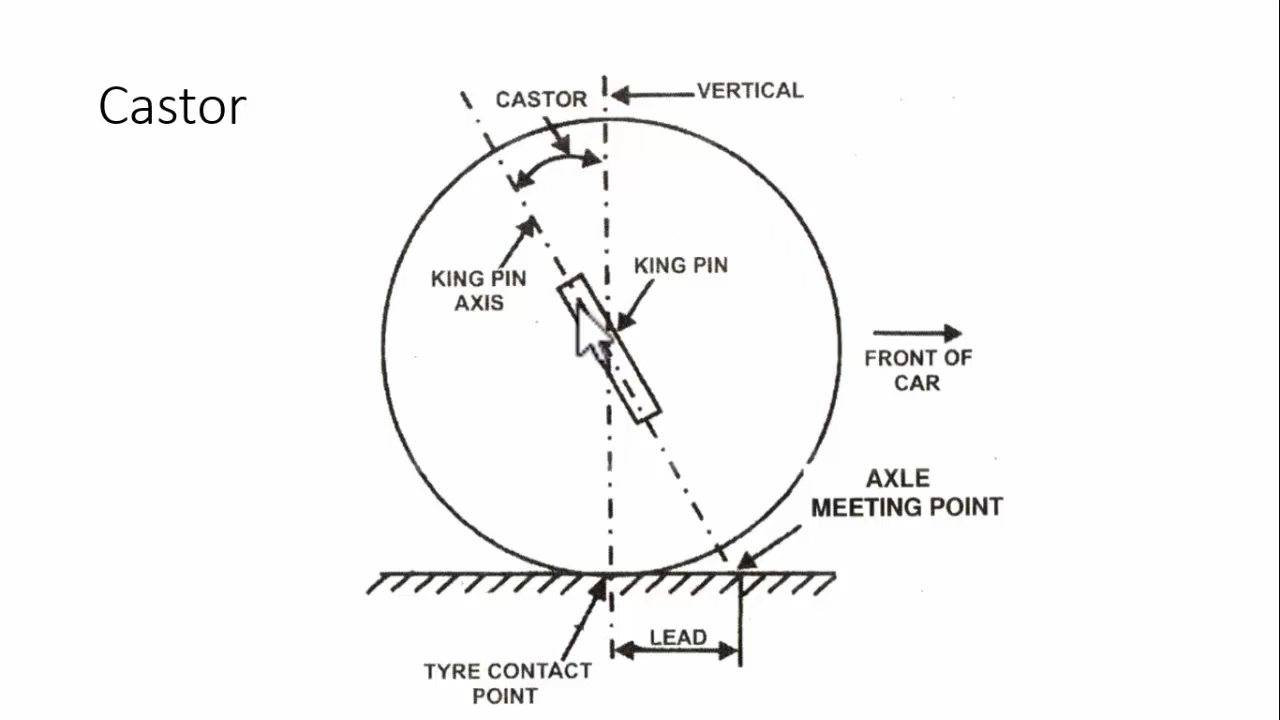 Castor
CASTOR
VERTICAL
KING PIN
AXIS
KING PIN
FRONT OF
CAR
AXLE
MEETING POINT
LEAD
TYRE CONTACT
POINT